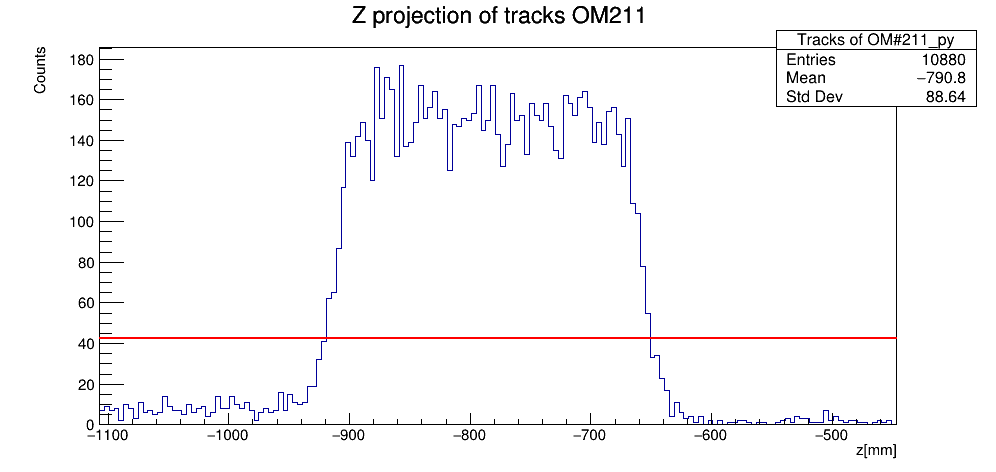 Z projection of tracks OM211
Tracks of OM#211_py
Entries 10880
Mean −790.8
Std Dev 88.64
Counts
180
160
140
120
100
80
60
40
20
0
−1100 −1000 −900 −800 −700 −600 −500
z[mm]